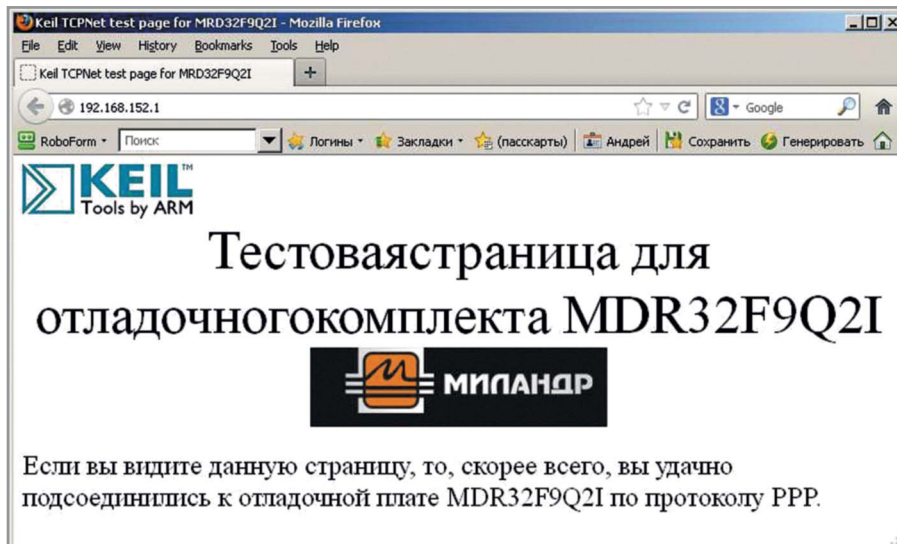 Keil TCPNet test page for MRD32F9Q2I - Mozilla Firefox
File Edit View History Bookmarks Tools Help
Keil TCPNet test page for MRD32F9Q2I +
192.168.152.1 8 Google
RoboForm Поиск Логины Закладки (пасскарты) Андрей Сохранить Генерировать
KEIL™
Tools by ARM
Тестоваястраница для
отладочногокомплекта MDR32F9Q2I
МИЛАНДР
Если вы видите данную страницу, то, скорее всего, вы удачно
подсоединились к отладочной плате MDR32F9Q2I по протоколу PPP.